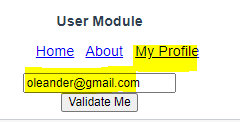 User Module
Home About My Profile
oleander@gmail.com
Validate Me